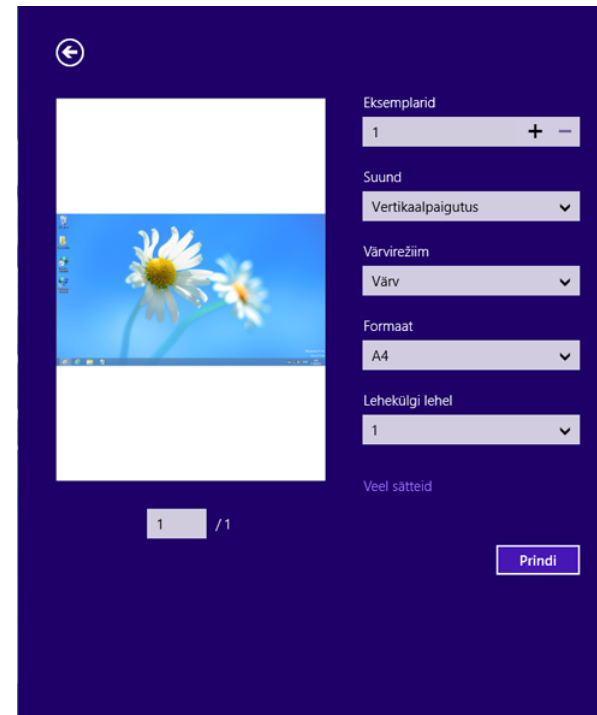 Eksemplarid
1
Suund
Vertikaalpaigutus
Värvirežiim
Värv
Formaat
A4
Lehekülgi lehel
1
Veel sätteid
1 / 1
Prindi